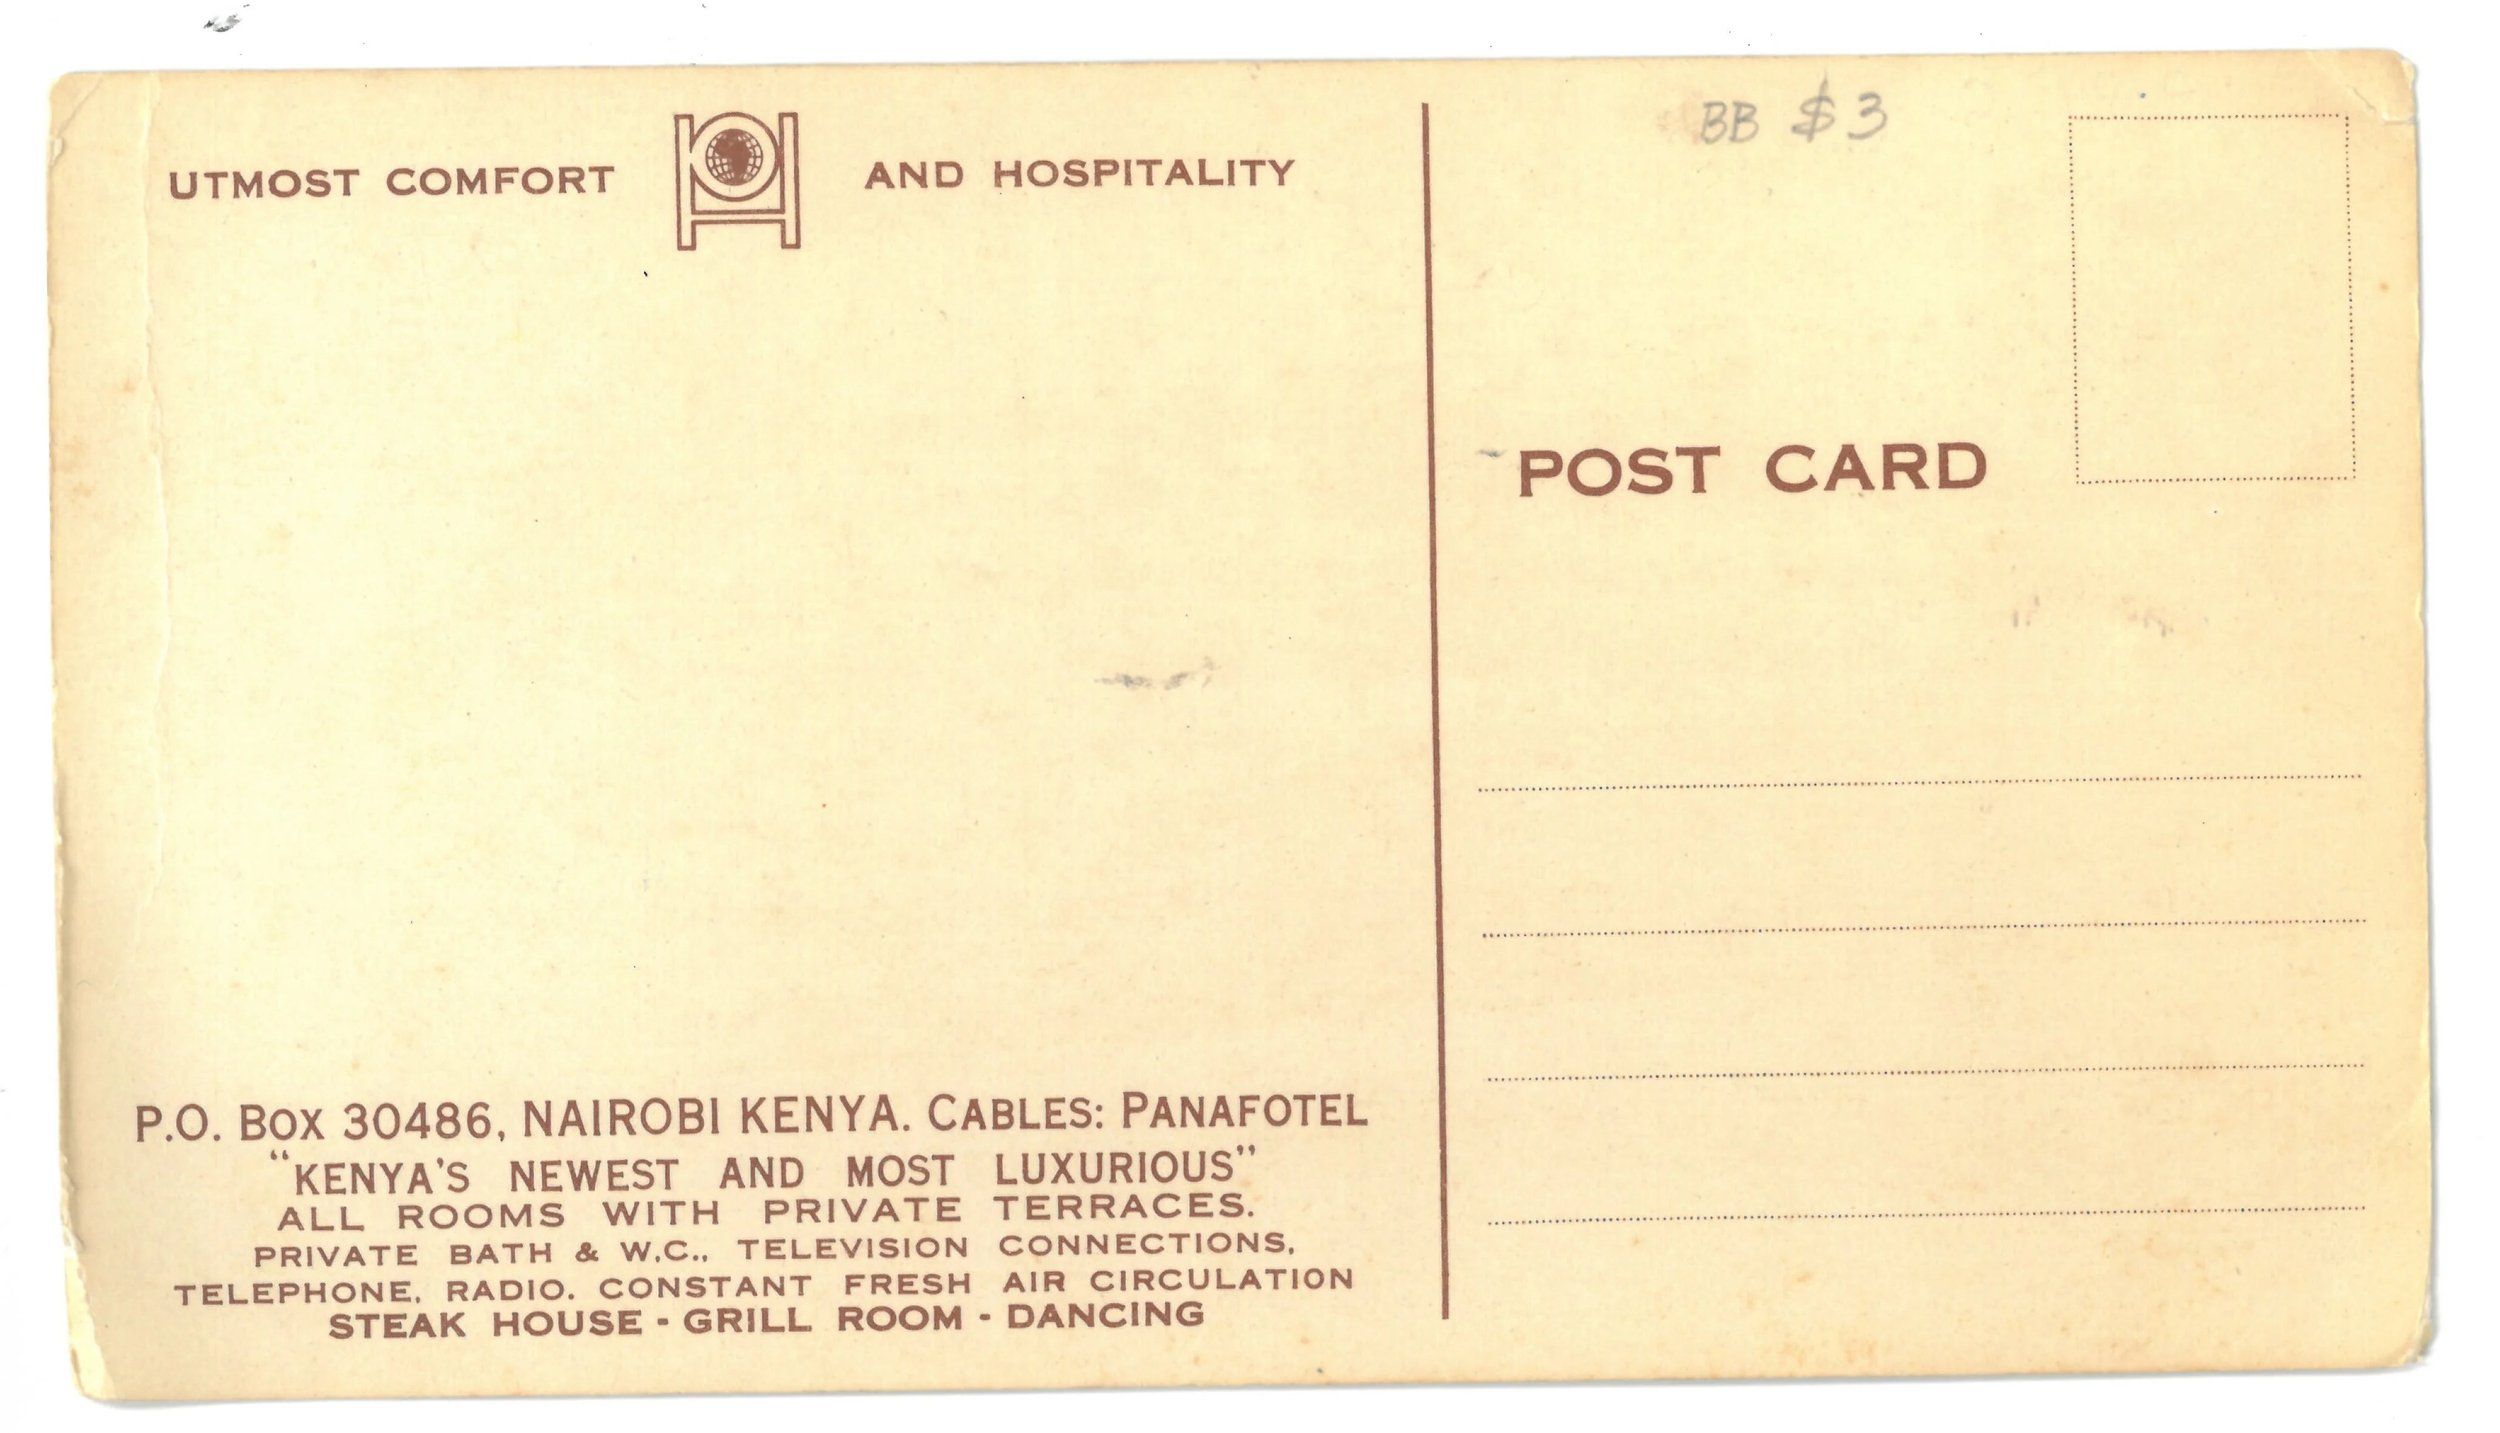 UTMOST COMFORT AND HOSPITALITY
BB $3
POST CARD
P.O. BOX 30486, NAIROBI KENYA. CABLES: PANAFOTEL
"KENYA'S NEWEST AND MOST LUXURIOUS"
ALL ROOMS WITH PRIVATE TERRACES.
PRIVATE BATH & W.C., TELEVISION CONNECTIONS,
TELEPHONE, RADIO. CONSTANT FRESH AIR CIRCULATION
STEAK HOUSE - GRILL ROOM - DANCING